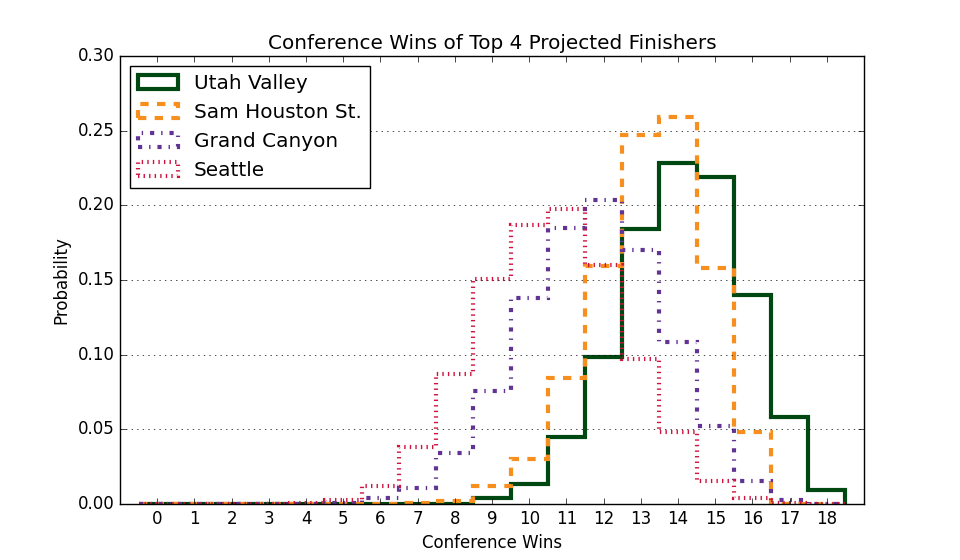 Conference Wins of Top 4 Projected Finishers
0.30
0.25
0.20
0.15
0.10
0.05
0.00
Probability
Utah Valley
Sam Houston St.
Grand Canyon
Seattle
0 1 2 3 4 5 6 7 8 9 10 11 12 13 14 15 16 17 18
Conference Wins